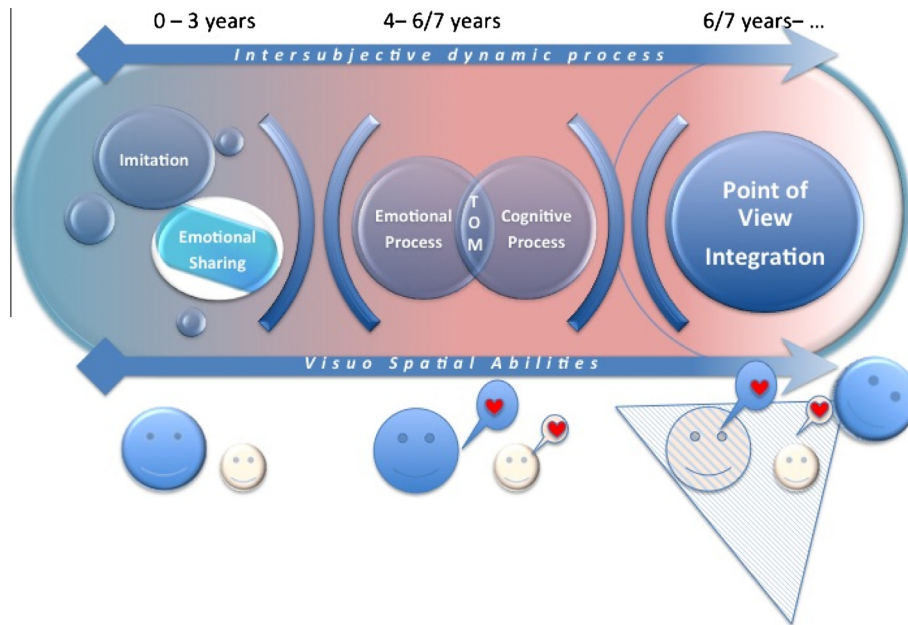 0 – 3 years
4– 6/7 years
6/7 years– ...
Intersubjective dynamic process
Imitation
Emotional
Sharing
Emotional
Process
T
O
M
Cognitive
Process
Point of
View
Integration
Visuo Spatial Abilities